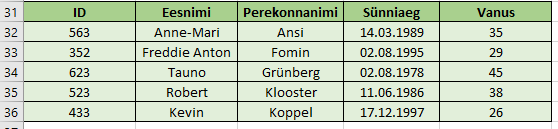 31 ID Eesnimi Perekonnanimi Sünniaeg Vanus
32 563 Anne-Mari Ansi 14.03.1989 35
33 352 Freddie Anton Fomin 02.08.1995 29
34 623 Tauno Grünberg 02.08.1978 45
35 523 Robert Klooster 11.06.1986 38
36 433 Kevin Koppel 17.12.1997 26